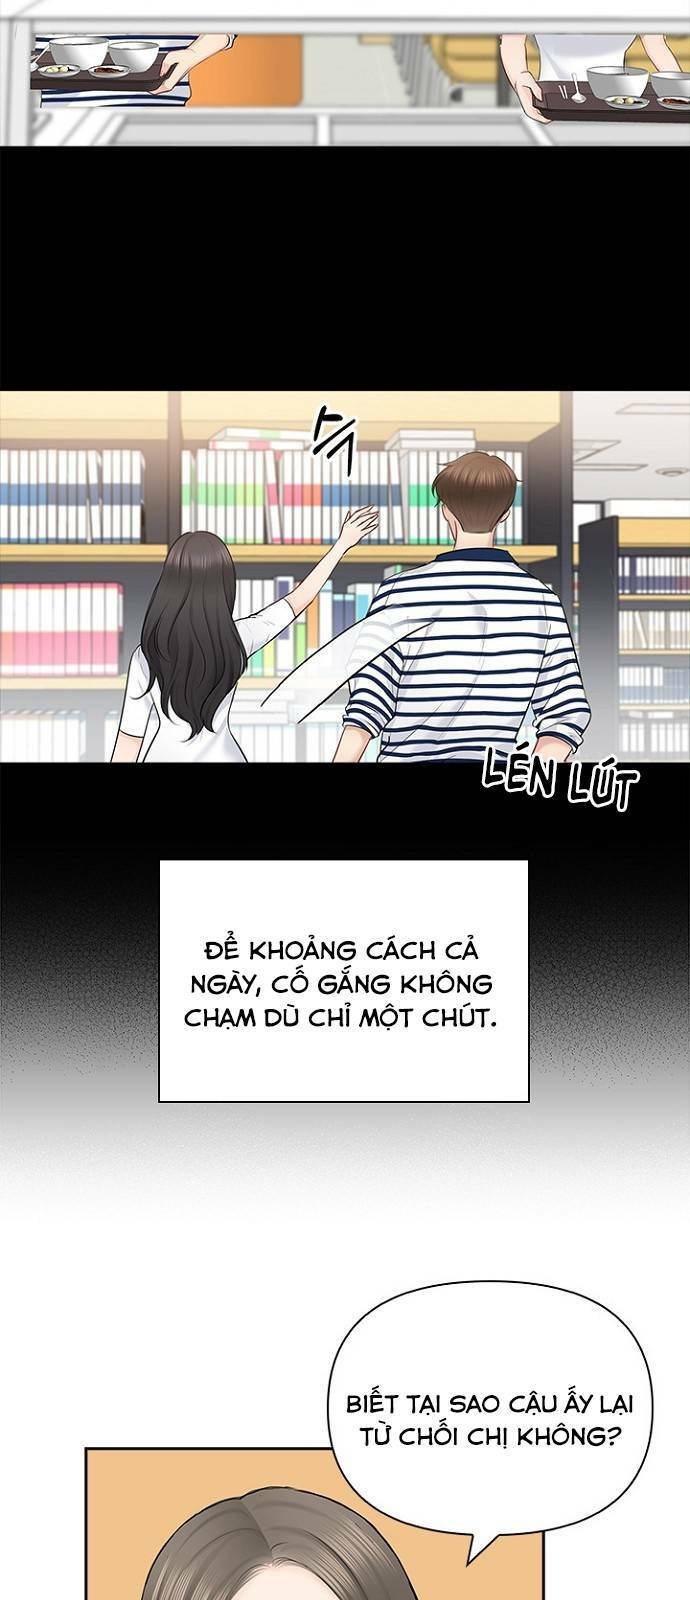 LÉN LÚT
ĐỂ KHOẢNG CÁCH CẢ
NGÀY, CỐ GẮNG KHÔNG
CHẠM DÙ CHỈ MỘT CHÚT.
BIẾT TẠI SAO CẬU ẤY LẠI
TỪ CHỐI CHỊ KHÔNG?